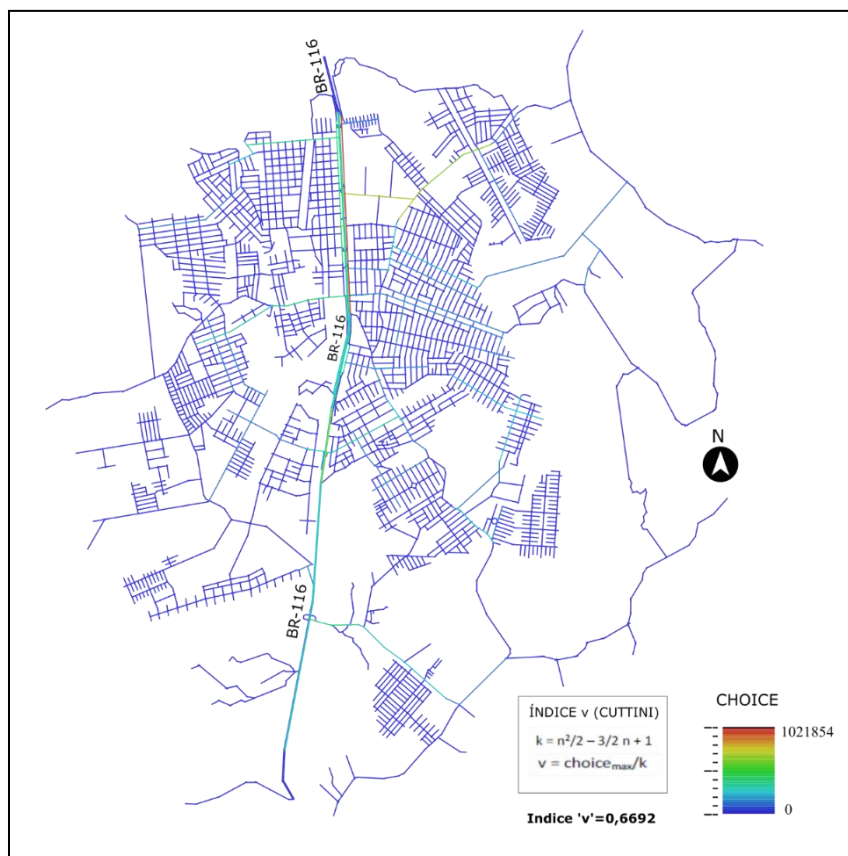 BR-116
BR-116
N
BR-116
ÍNDICE v (CUTTINI)
k = n²/2 – 3/2 n + 1
v = choiceₘₐₓ/k
Indice 'v'=0,6692
CHOICE
1021854
0